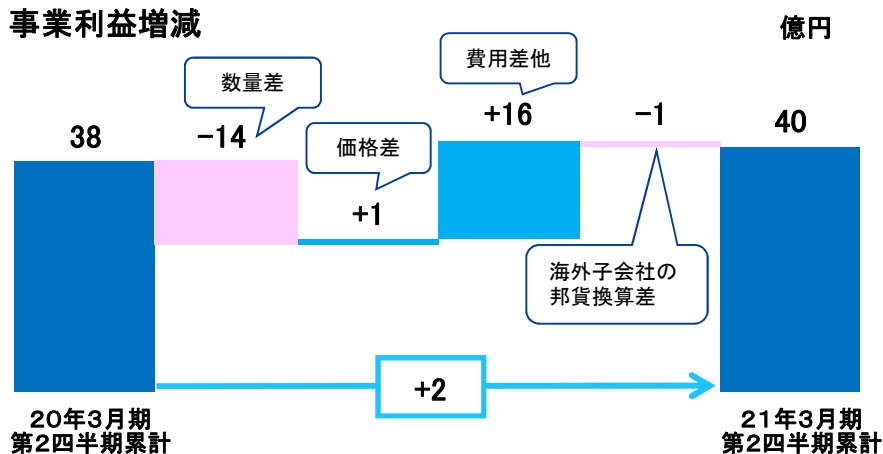 事業利益増減
億円
数量差
費用差他
価格差
38
－14
+1
+16
－1
40
海外子会社の
邦貨換算差
+2
20年3月期
第2四半期累計
21年3月期
第2四半期累計